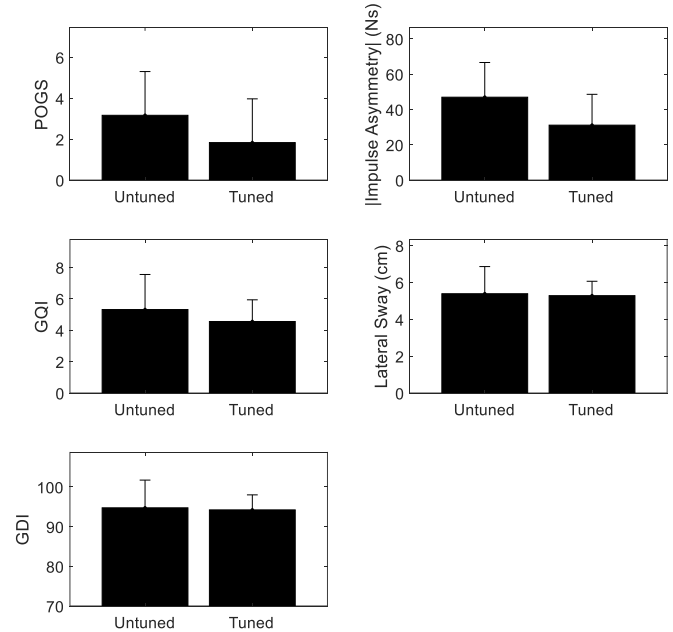 POGS
6
4
2
0
Untuned Tuned
|Impulse Asymmetry| (Ns)
80
60
40
20
0
Untuned Tuned
GQI
8
6
4
2
0
Untuned Tuned
Lateral Sway (cm)
8
6
4
2
0
Untuned Tuned
GDI
100
90
80
70
Untuned Tuned